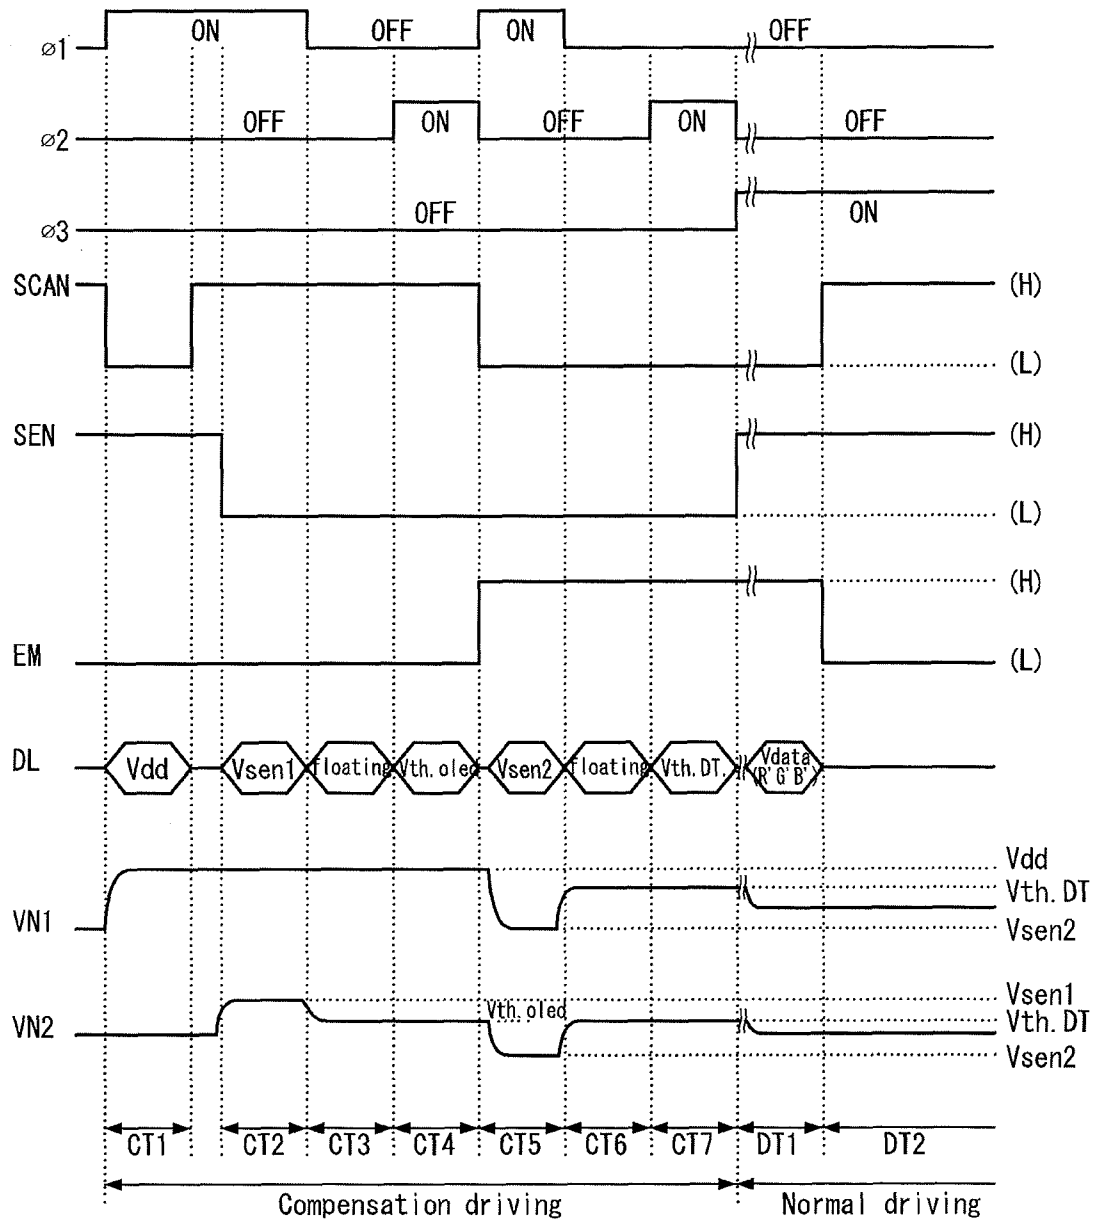 ø1 ON OFF ON OFF
ø2 OFF ON OFF ON OFF
ø3 OFF ON
SCAN (H)
(L)
SEN (H)
(L)
(H)
EM (L)
DL Vdd Vsen1 floating Vth.oled Vsen2 floating Vth.DT. Vdata
(R'G'B')
Vdd
Vth.DT
VN1 Vsen2
Vsen1
Vth.oled
VN2 Vth.DT
Vsen2
CT1 CT2 CT3 CT4 CT5 CT6 CT7 DT1 DT2
Compensation driving Normal driving